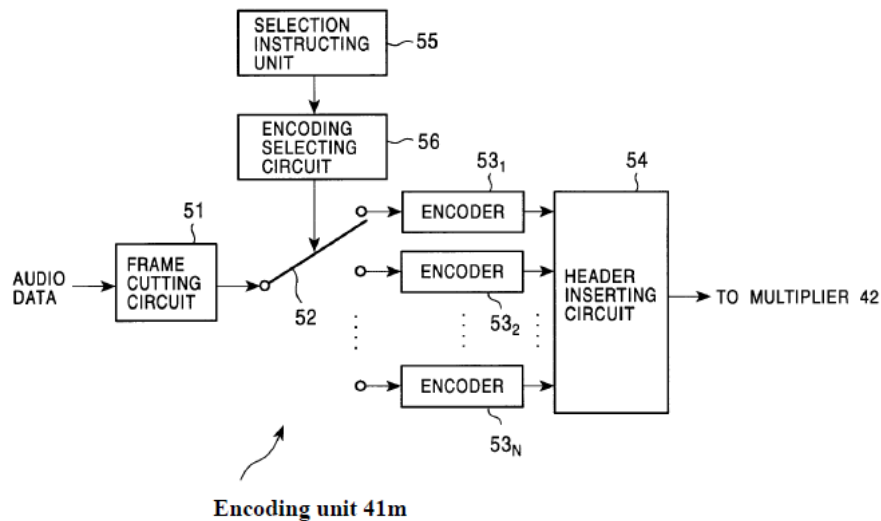 SELECTION
INSTRUCTING
UNIT
55
ENCODING
SELECTING
CIRCUIT
56
53₁
54
51
ENCODER
AUDIO
DATA
FRAME
CUTTING
CIRCUIT
52
ENCODER
53₂
HEADER
INSERTING
CIRCUIT
TO MULTIPLIER 42
ENCODER
53N
Encoding unit 41m